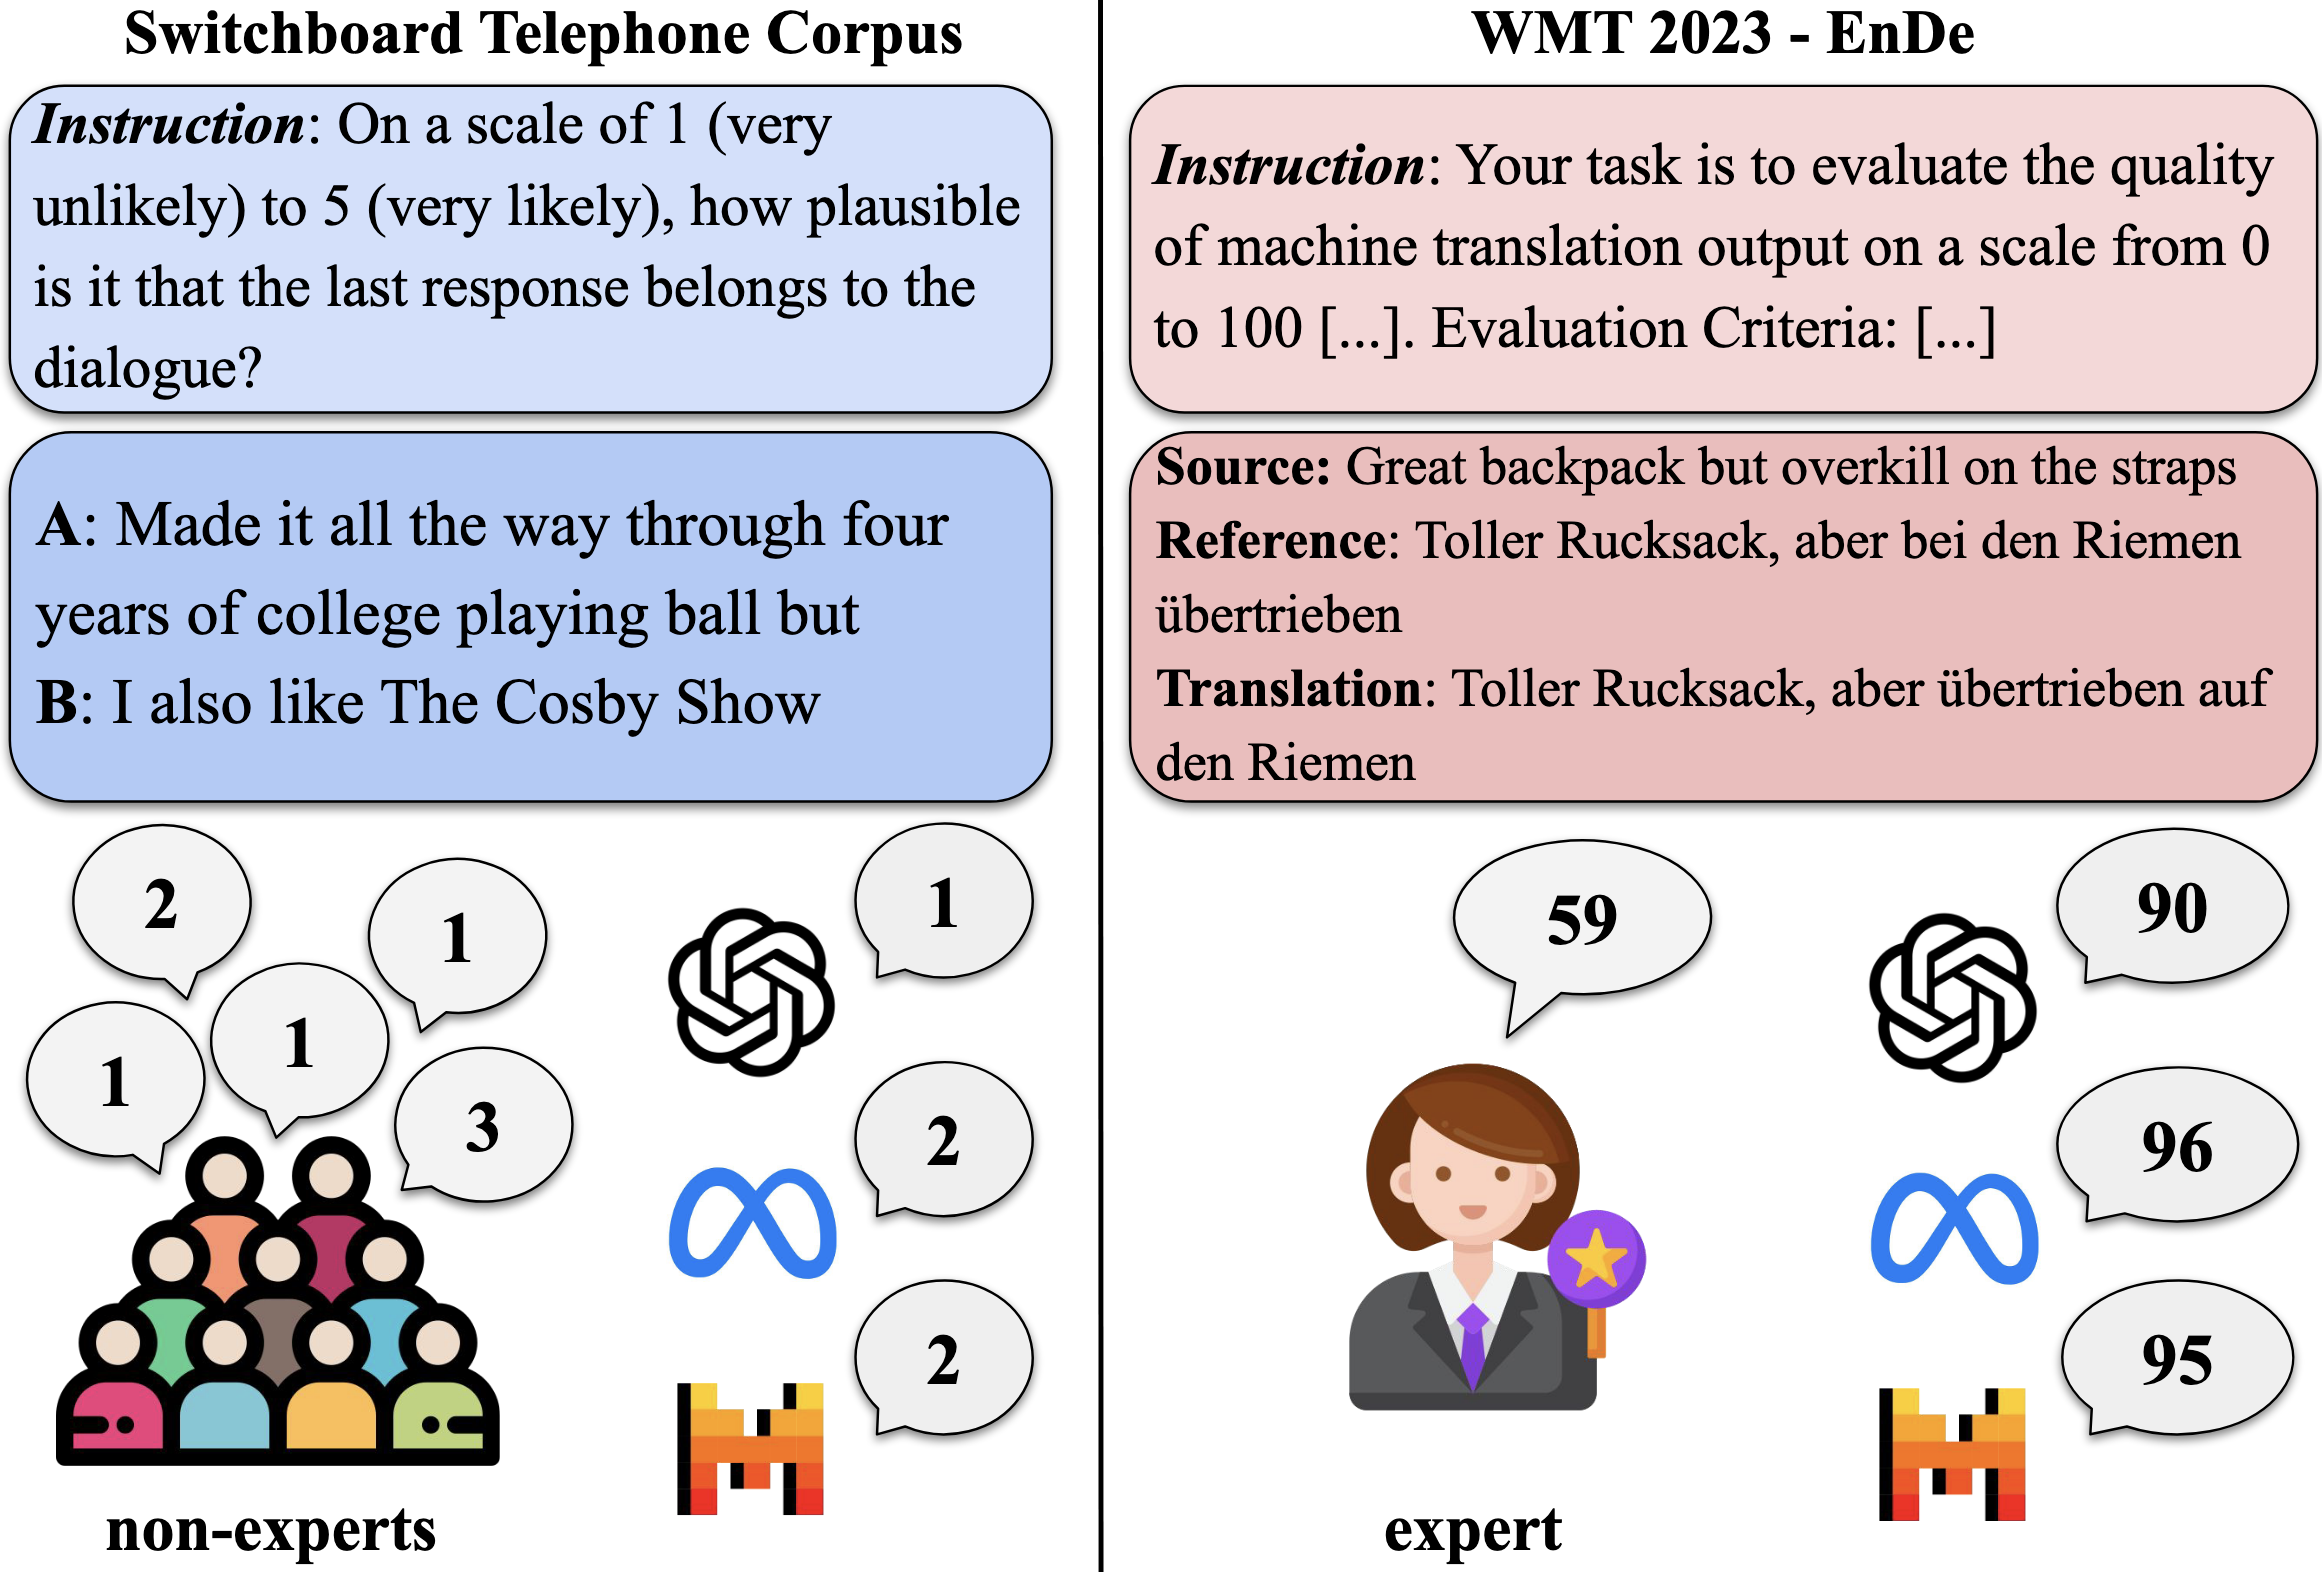 Switchboard Telephone Corpus
Instruction: On a scale of 1 (very
unlikely) to 5 (very likely), how plausible
is it that the last response belongs to the
dialogue?
A: Made it all the way through four
years of college playing ball but
B: I also like The Cosby Show
2
1
1
1
3
1
2
2
non-experts
WMT 2023 - EnDe
Instruction: Your task is to evaluate the quality
of machine translation output on a scale from 0
to 100 [...]. Evaluation Criteria: [...]
Source: Great backpack but overkill on the straps
Reference: Toller Rucksack, aber bei den Riemen
übertrieben
Translation: Toller Rucksack, aber übertrieben auf
den Riemen
59
90
96
95
expert